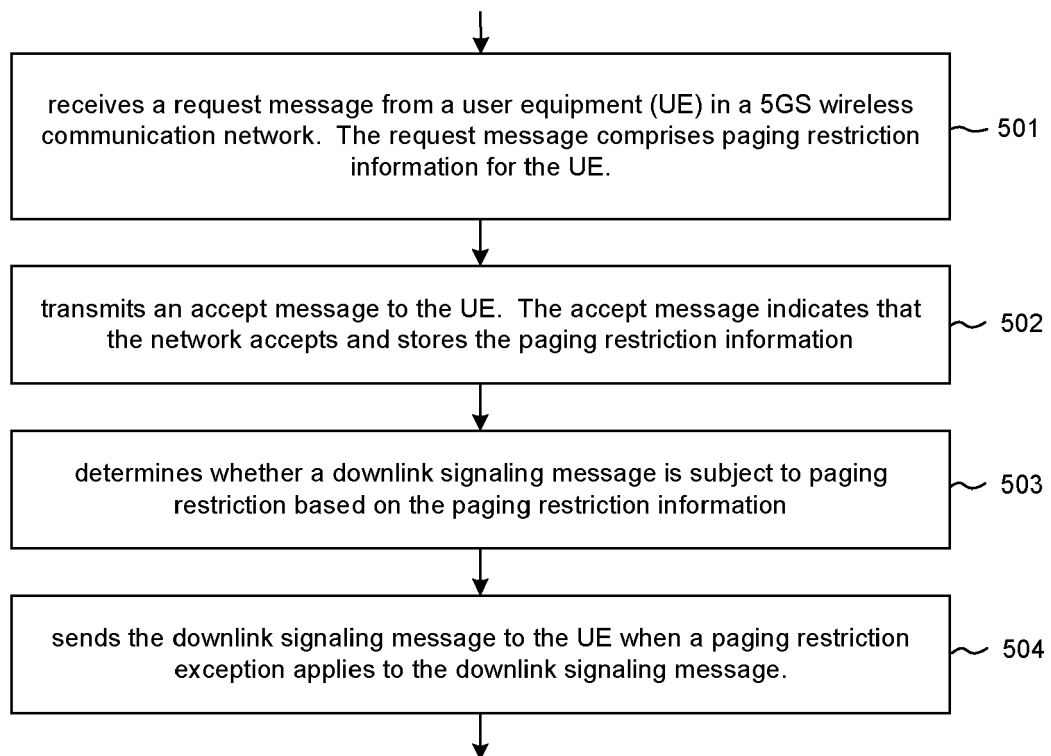 receives a request message from a user equipment (UE) in a 5GS wireless
communication network. The request message comprises paging restriction
information for the UE.
501
transmits an accept message to the UE. The accept message indicates that
the network accepts and stores the paging restriction information
502
determines whether a downlink signaling message is subject to paging
restriction based on the paging restriction information
503
sends the downlink signaling message to the UE when a paging restriction
exception applies to the downlink signaling message.
504